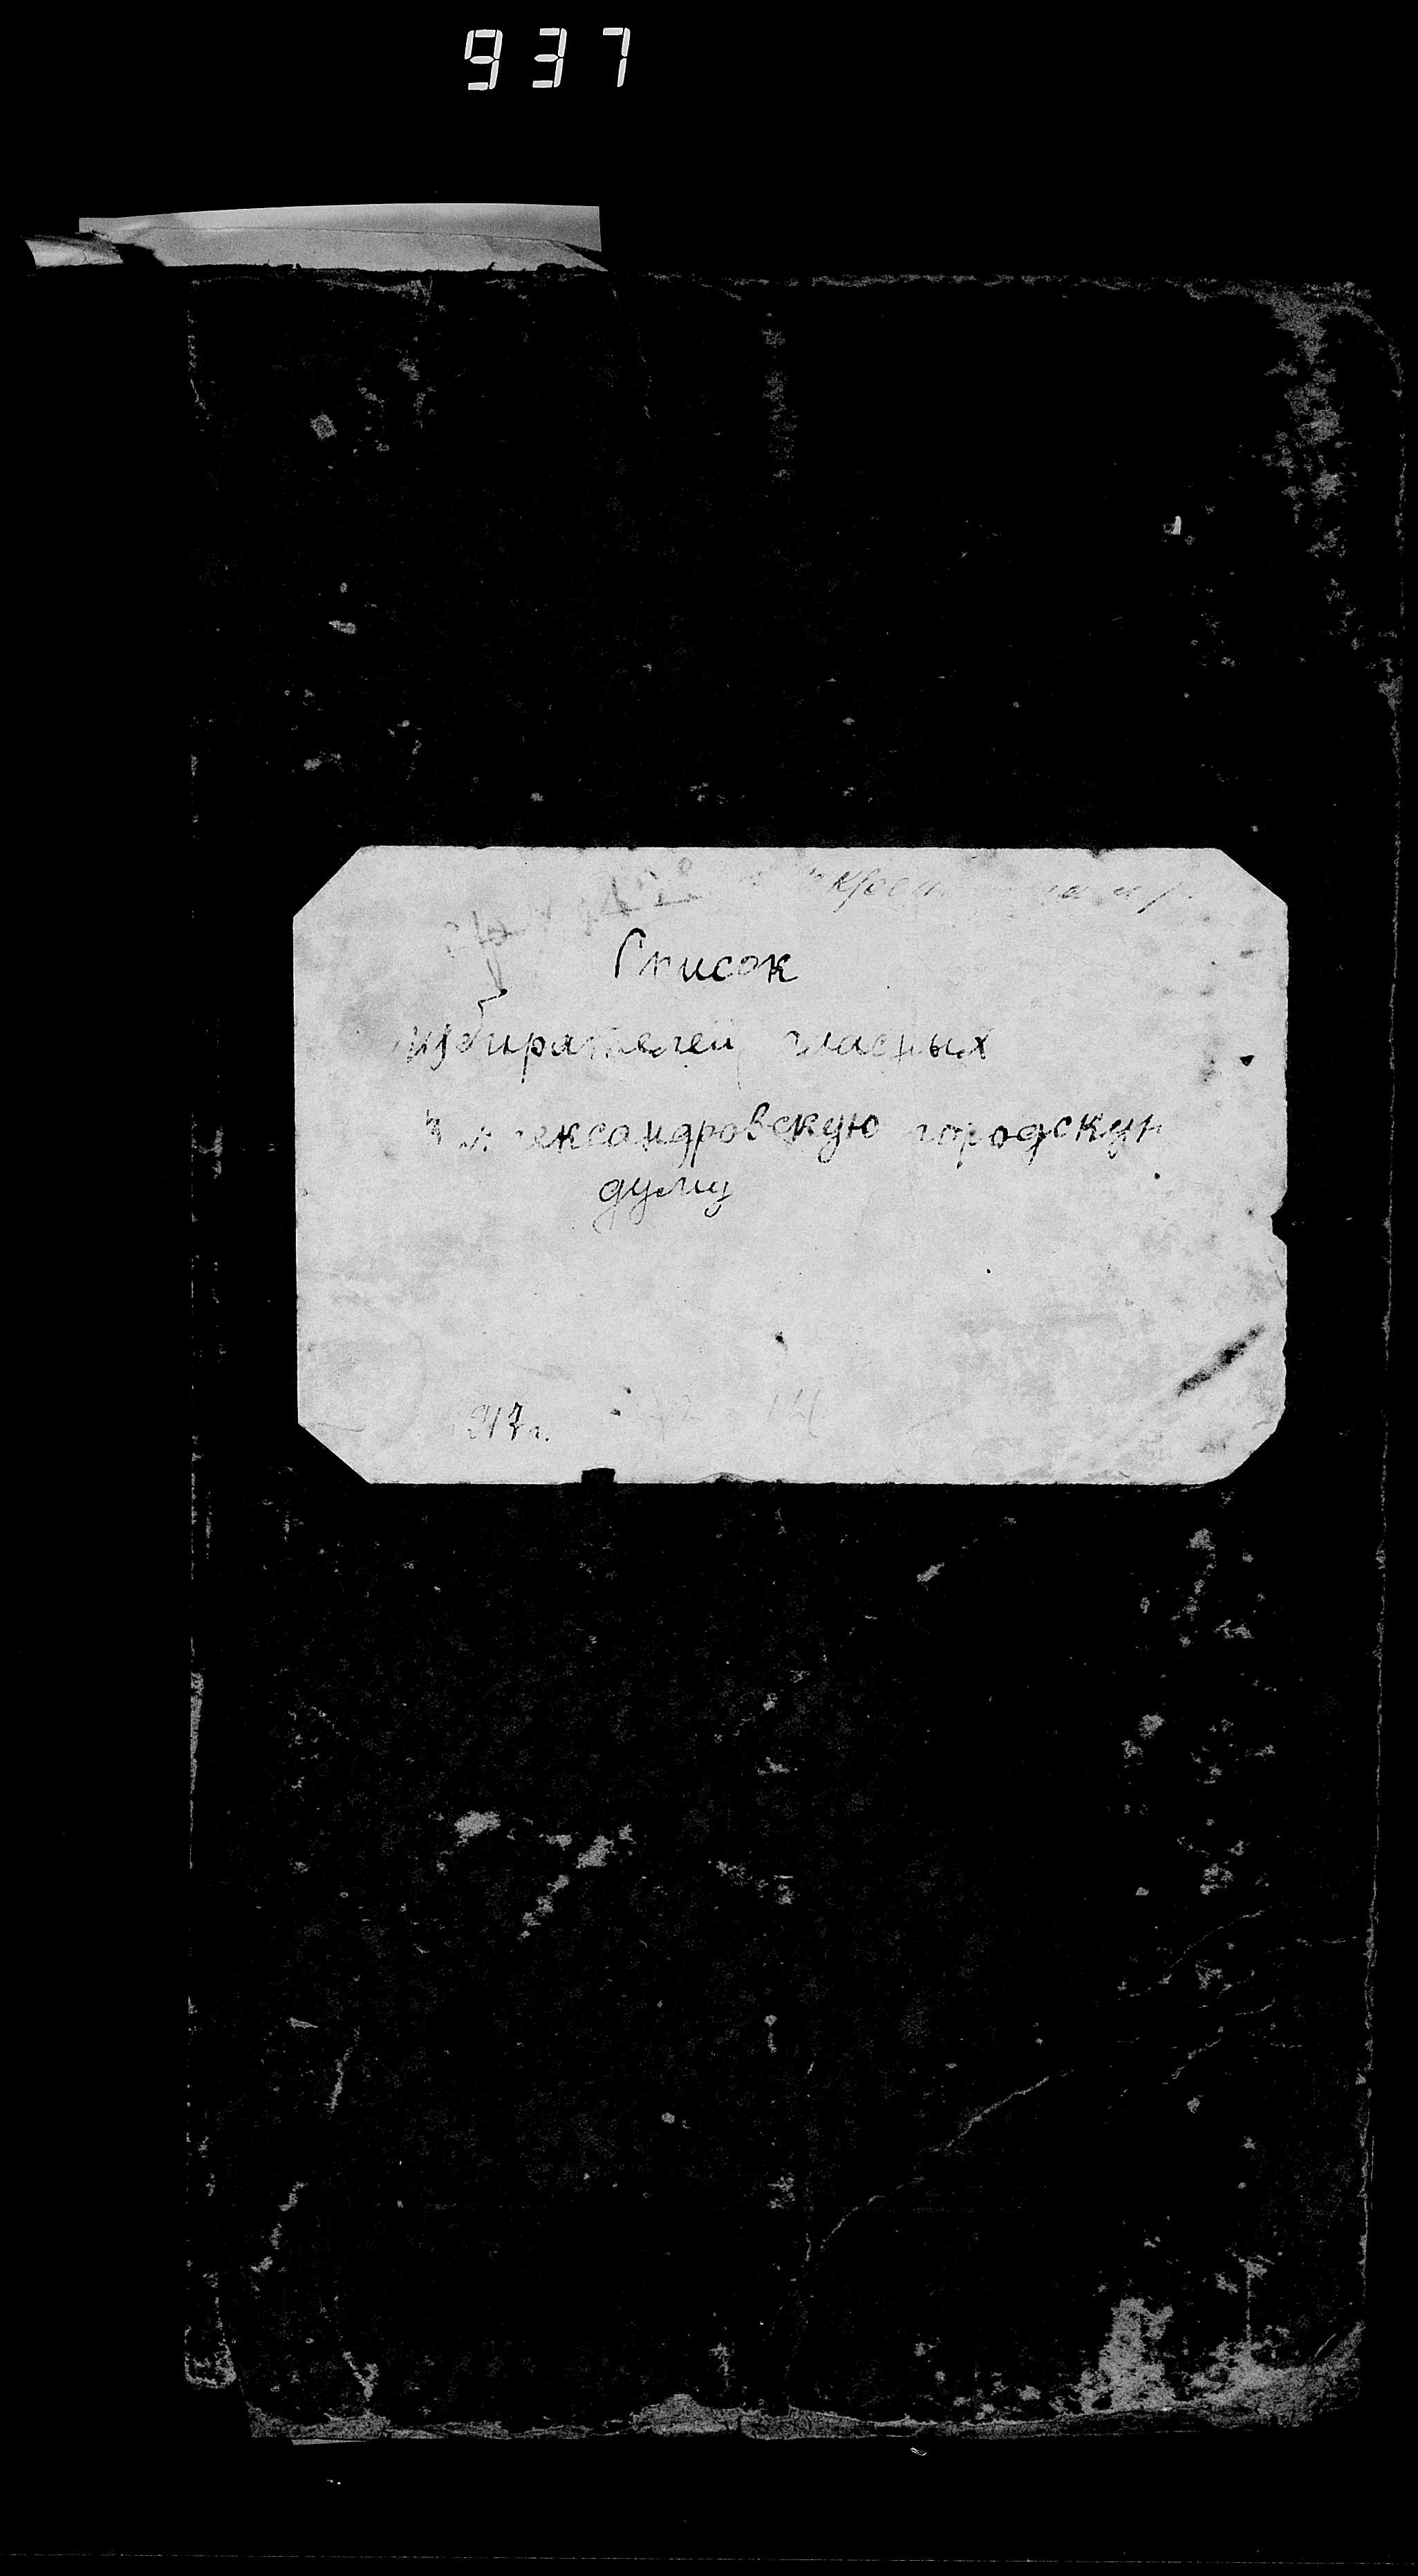 937
Список
избирателей гласных
в Александровскую городскую
думу
1917 г.